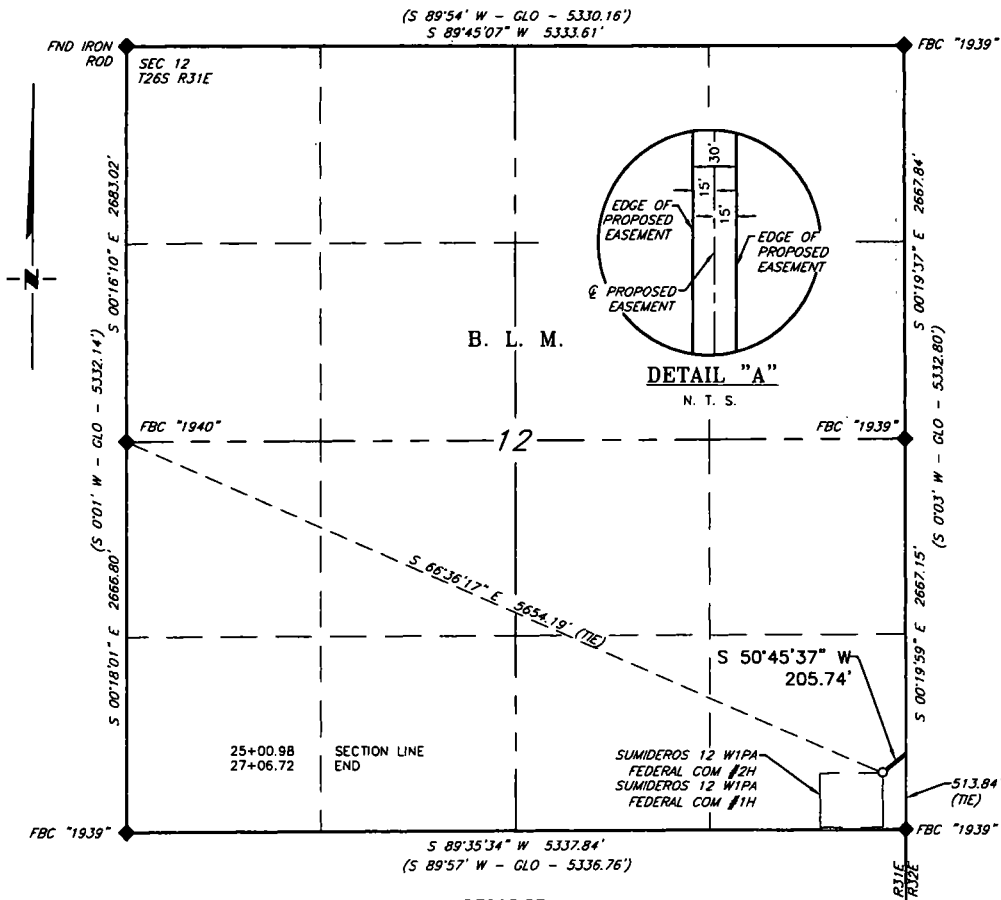 (S 89°54' W - GLO - 5330.16')
S 89°45'07" W 5333.61'
FND IRON
ROD
FBC "1939"
SEC 12
T26S R31E
S 00°16'10" E 2683.02'
S 00°19'37" E 2667.84'
30'
15'
15'
EDGE OF
PROPOSED
EASEMENT
EDGE OF
PROPOSED
EASEMENT
℄ PROPOSED
EASEMENT
N
B. L. M.
DETAIL "A"
N. T. S.
(S 0°01' W - GLO - 5332.14')
(S 0°03' W - GLO - 5332.80')
FBC "1940"
12
FBC "1939"
S 66°36'17" E 5654.19' (TIE)
S 00°18'01" E 2666.80'
S 00°19'59" E 2667.15'
S 50°45'37" W
205.74'
25+00.98 SECTION LINE
27+06.72 END
SUMIDEROS 12 W1PA
FEDERAL COM #2H
SUMIDEROS 12 W1PA
FEDERAL COM #1H
513.84
(TIE)
FBC "1939"
FBC "1939"
S 89°35'34" W 5337.84'
(S 89°57' W - GLO - 5336.76')
R31E
R32E